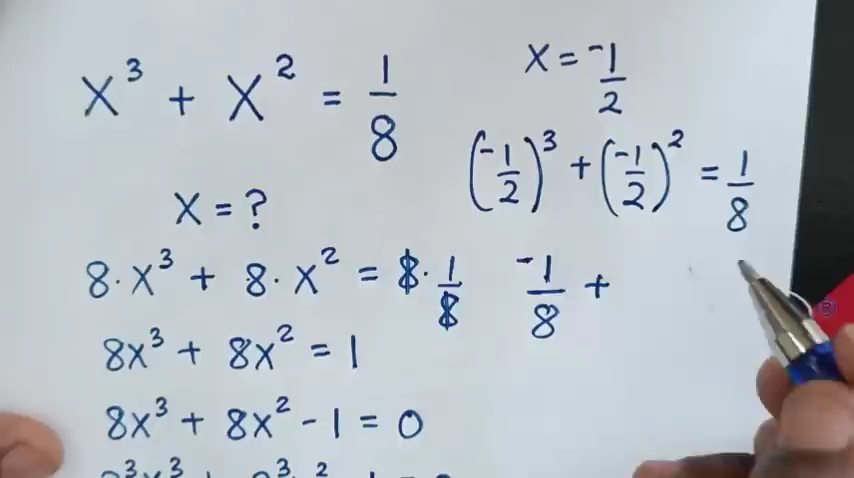 x³ + x² = 1/8
x = ?
8·x³ + 8·x² = 8·1/8
8x³ + 8x² = 1
8x³ + 8x² - 1 = 0
x = -1/2
(-1/2)³ + (-1/2)² = 1/8
-1/8 +